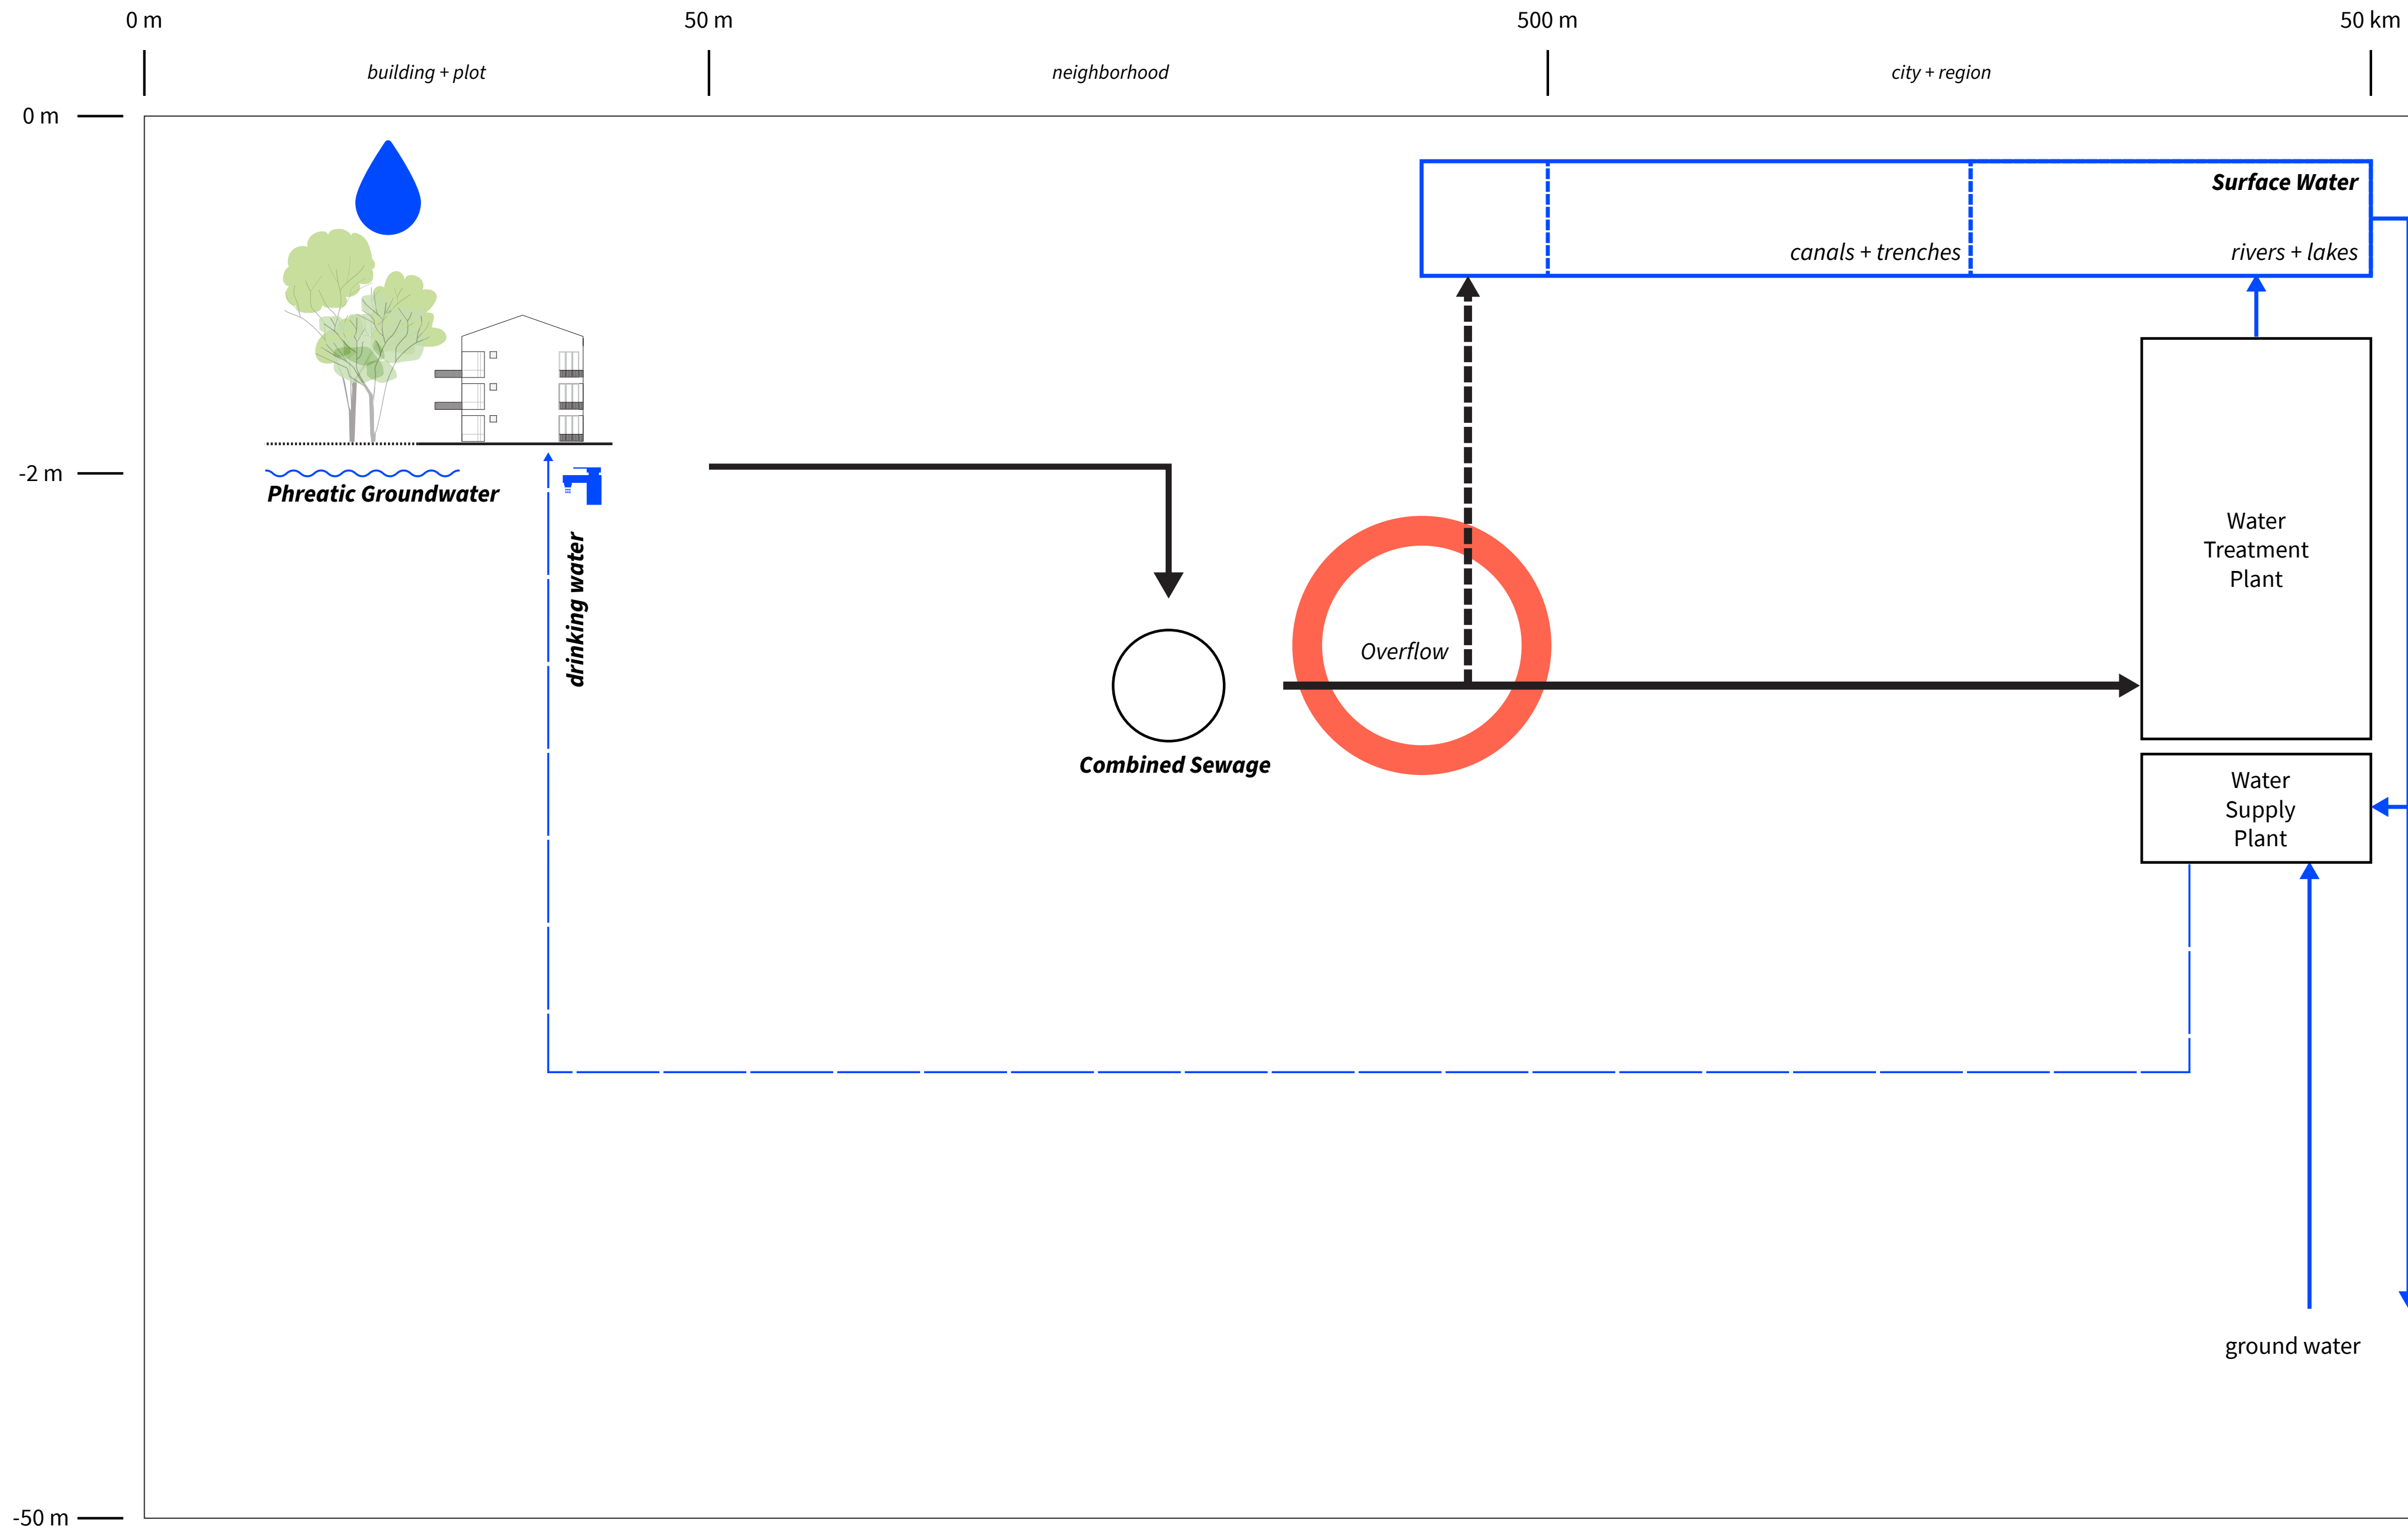 0 m
50 m
500 m
50 km
building + plot
neighborhood
city + region
0 m
Surface Water
canals + trenches
rivers + lakes
-2 m
Phreatic Groundwater
drinking water
Water
Treatment
Plant
Overflow
Combined Sewage
Water
Supply
Plant
ground water
-50 m